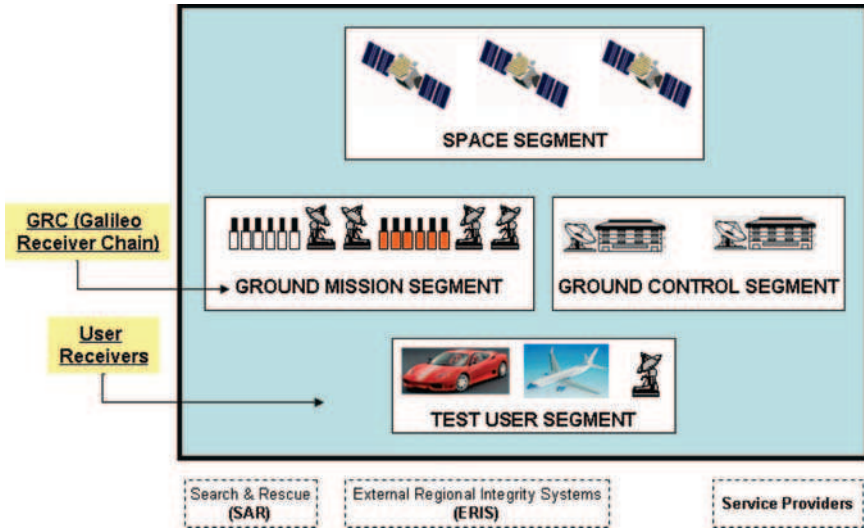 SPACE SEGMENT
GRC (Galileo
Receiver Chain)
GROUND MISSION SEGMENT
GROUND CONTROL SEGMENT
User
Receivers
TEST USER SEGMENT
Search & Rescue
(SAR)
External Regional Integrity Systems
(ERIS)
Service Providers